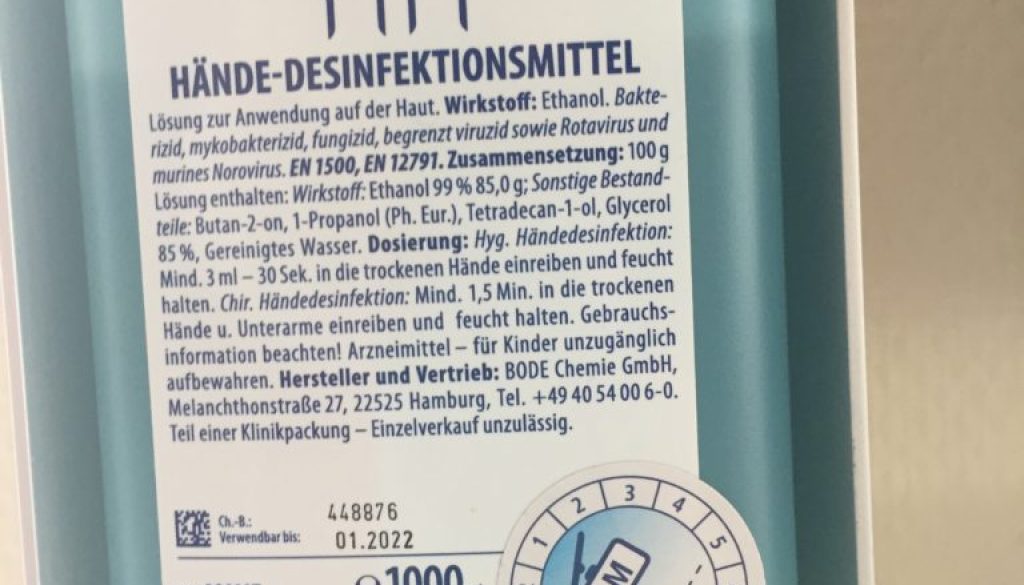 HÄNDE-DESINFEKTIONSMITTEL
Lösung zur Anwendung auf der Haut. Wirkstoff: Ethanol. Bakte-
rizid, mykobakterizid, fungizid, begrenzt viruzid sowie Rotavirus und
murines Norovirus. EN 1500, EN 12791. Zusammensetzung: 100 g
Lösung enthalten: Wirkstoff: Ethanol 99 % 85,0 g; Sonstige Bestand-
teile: Butan-2-on, 1-Propanol (Ph. Eur.), Tetradecan-1-ol, Glycerol
85 %, Gereinigtes Wasser. Dosierung: Hyg. Händedesinfektion:
Mind. 3 ml – 30 Sek. in die trockenen Hände einreiben und feucht
halten. Chir. Händedesinfektion: Mind. 1,5 Min. in die trockenen
Hände u. Unterarme einreiben und feucht halten. Gebrauchs-
information beachten! Arzneimittel – für Kinder unzugänglich
aufbewahren. Hersteller und Vertrieb: BODE Chemie GmbH,
Melanchthonstraße 27, 22525 Hamburg, Tel. +49 40 54 00 6-0.
Teil einer Klinikpackung – Einzelverkauf unzulässig.
Ch.-B.: 448876
Verwendbar bis: 01.2022
1000
1 2 3 4 5
M